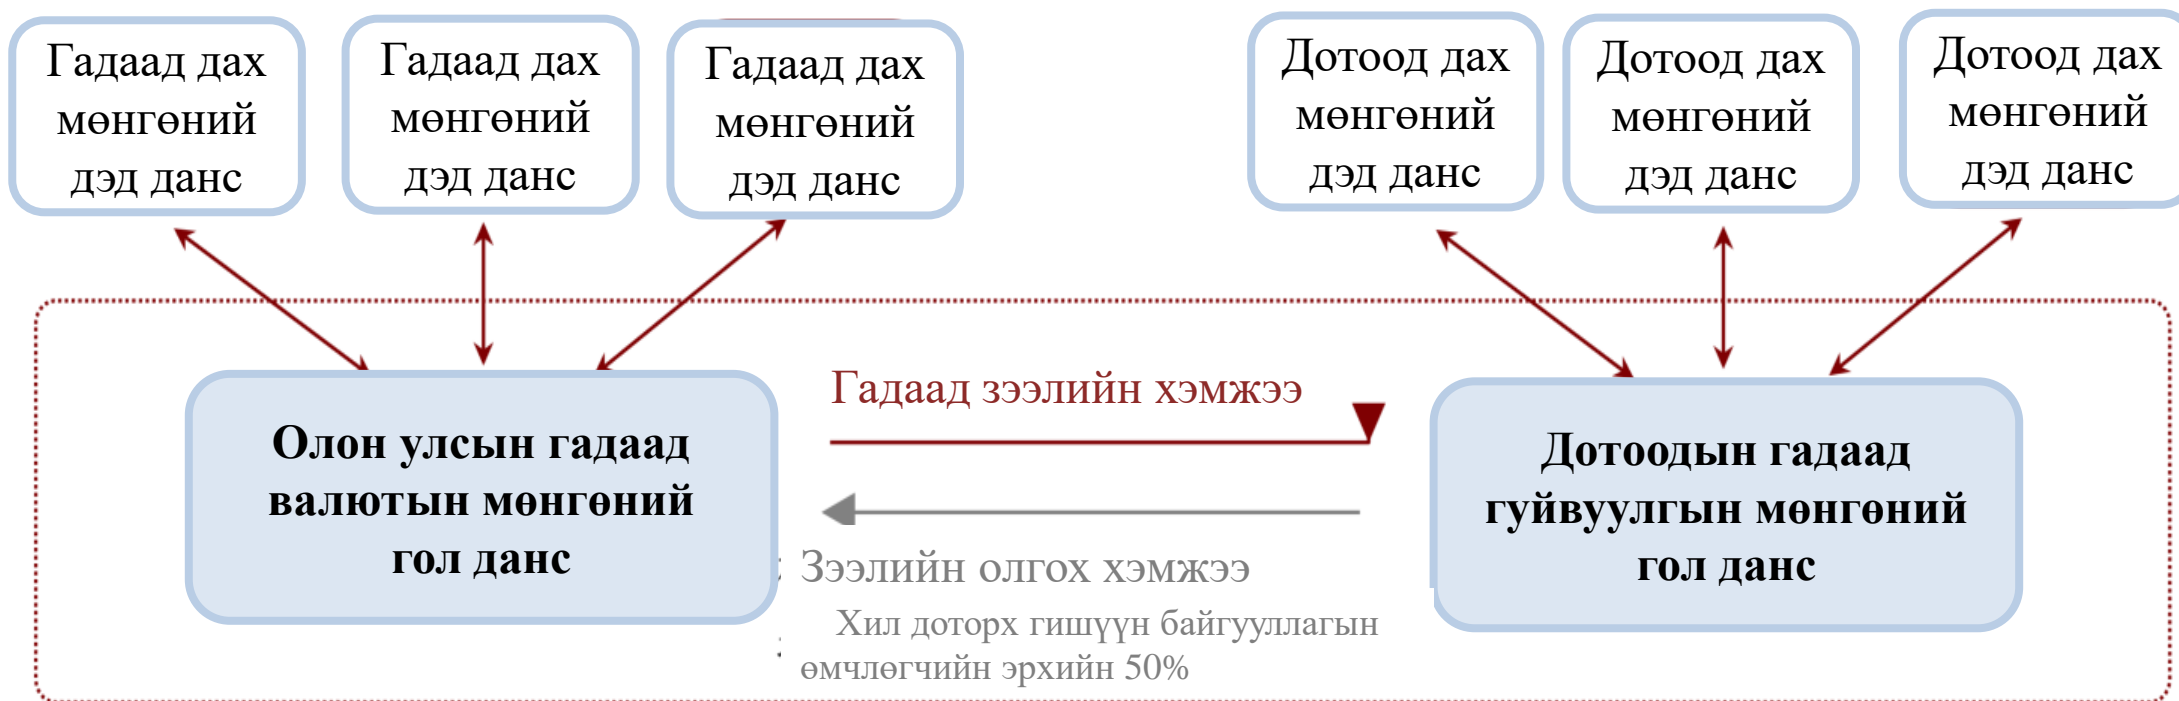 Гадаад дах
мөнгөний
дэд данс
Гадаад дах
мөнгөний
дэд данс
Гадаад дах
мөнгөний
дэд данс
Дотоод дах
мөнгөний
дэд данс
Дотоод дах
мөнгөний
дэд данс
Дотоод дах
мөнгөний
дэд данс
Олон улсын гадаад
валютын мөнгөний
гол данс
Гадаад зээлийн хэмжээ
Зээлийн олгох хэмжээ
Хил доторх гишүүн байгууллагын
өмчлөгчийн эрхийн 50%
Дотоодын гадаад
гуйвуулгын мөнгөний
гол данс